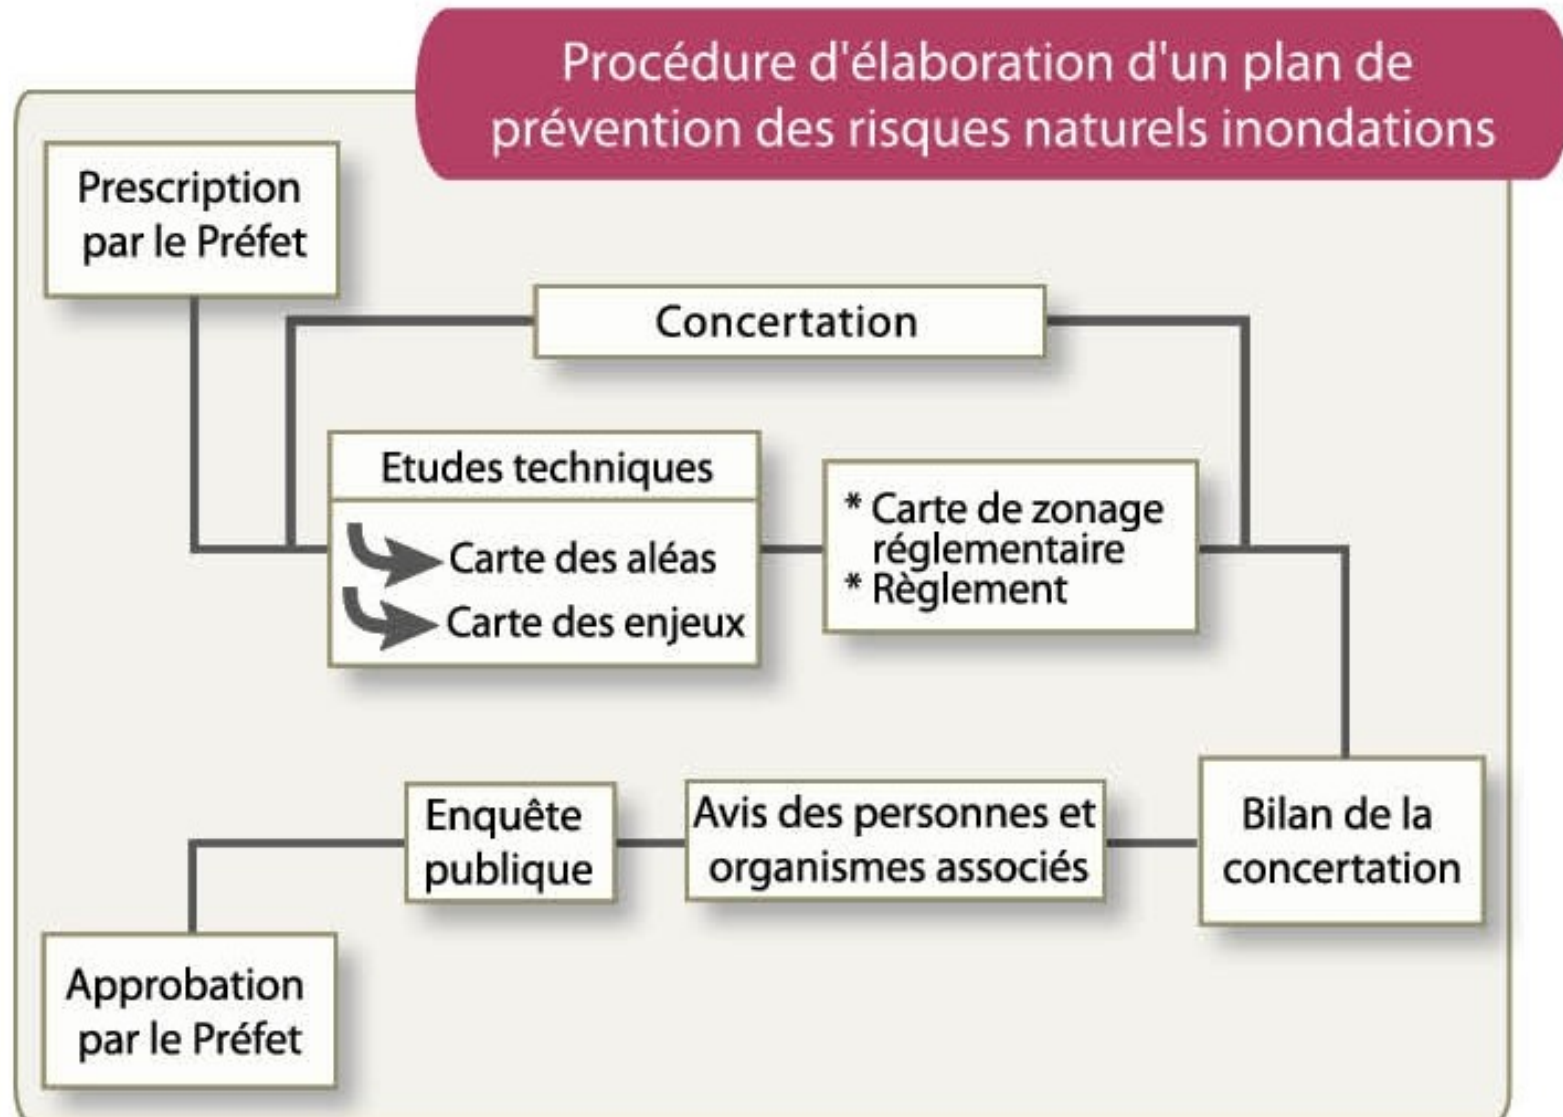 Procédure d'élaboration d'un plan de
prévention des risques naturels inondations
Prescription
par le Préfet
Concertation
Etudes techniques
Carte des aléas
Carte des enjeux
* Carte de zonage
réglementaire
* Règlement
Bilan de la
concertation
Avis des personnes et
organismes associés
Enquête
publique
Approbation
par le Préfet